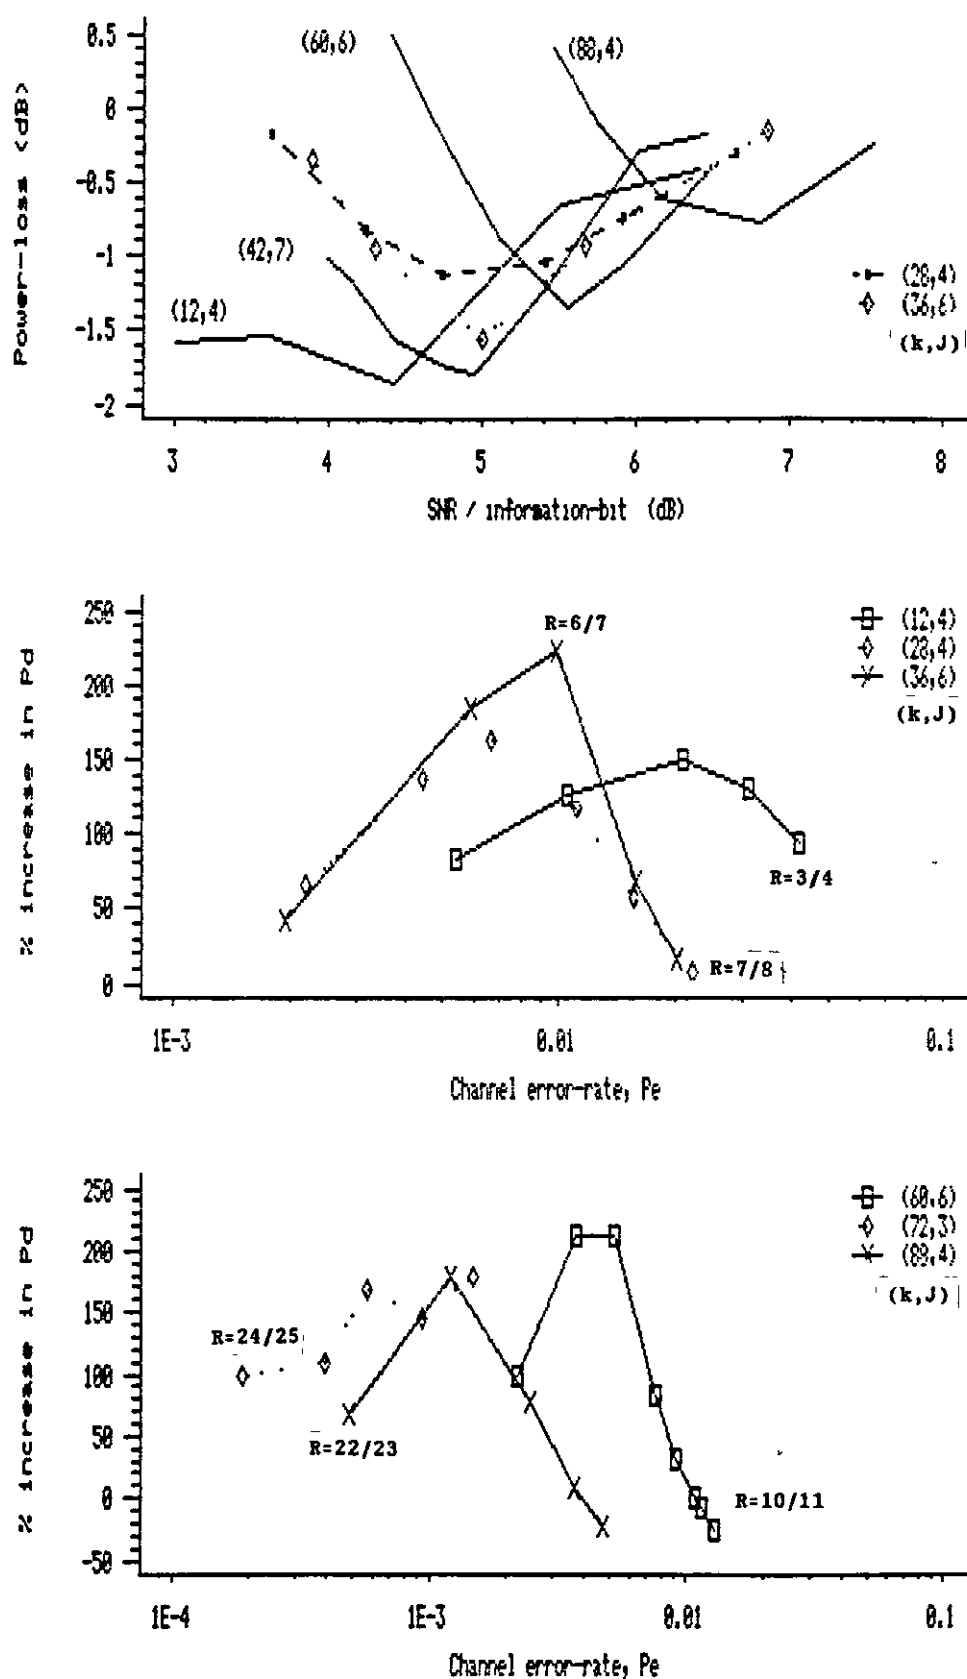 0.5
0
-0.5
-1
-1.5
-2
Power-loss (dB)
(60,6)
(88,4)
(42,7)
(12,4)
(28,4)
(36,6)
(k,J)
3 4 5 6 7 8
SNR / information-bit (dB)
250
200
150
100
50
0
% increase in Pd
R=6/7
R=3/4
R=7/8
(12,4)
(28,4)
(36,6)
(k,J)
1E-3 0.01 0.1
Channel error-rate, Pe
250
200
150
100
50
0
-50
% increase in Pd
R=24/25
R=22/23
R=10/11
(60,6)
(72,3)
(88,4)
(k,J)
1E-4 1E-3 0.01 0.1
Channel error-rate, Pe